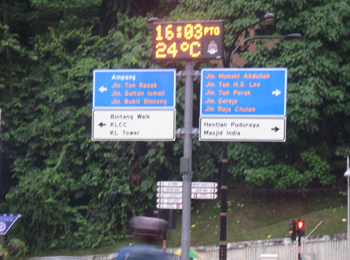 16:03 PTG
24°C
Ampang
Jln. Tun Razak
Jln. Sultan Ismail
Jln. Bukit Bintang
Bintang Walk
KLCC
KL Tower
Jln. Munshi Abdullah
Jln. Tun H.S. Lee
Jln. Tun Perak
Jln. Gereja
Jln. Raja Chulan
Hentian Puduraya
Masjid India